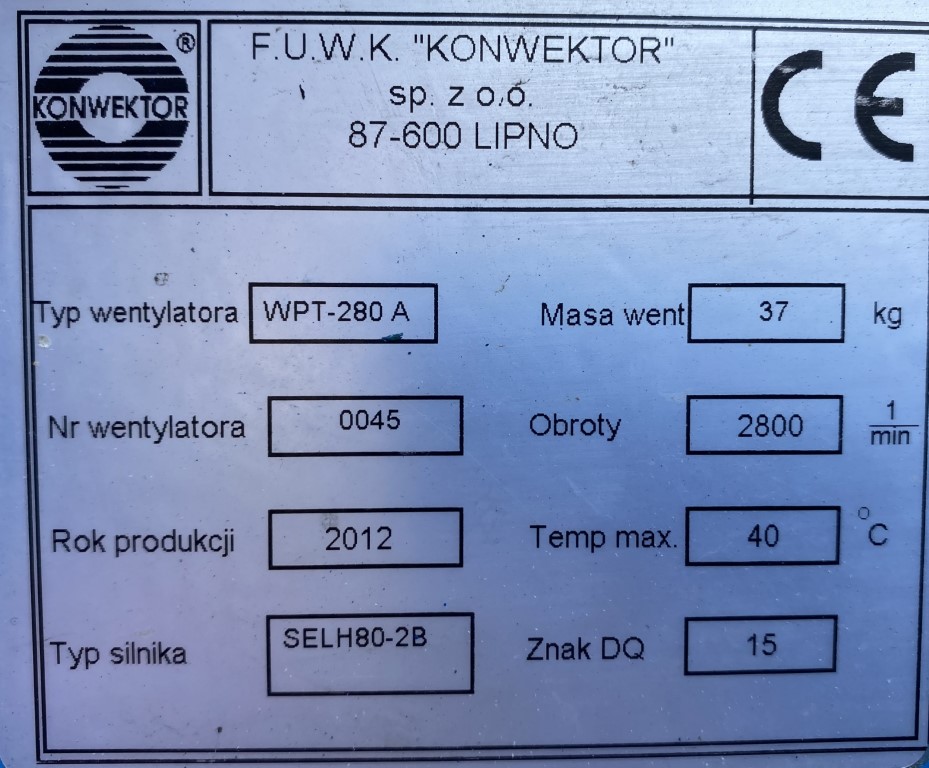 KONWEKTOR ®
F.U.W.K. "KONWEKTOR"
sp. z o.o.
87-600 LIPNO
CE
Typ wentylatora WPT-280 A Masa went 37 kg
Nr wentylatora 0045 Obroty 2800 1/min
Rok produkcji 2012 Temp max. 40 °C
Typ silnika SELH80-2B Znak DQ 15